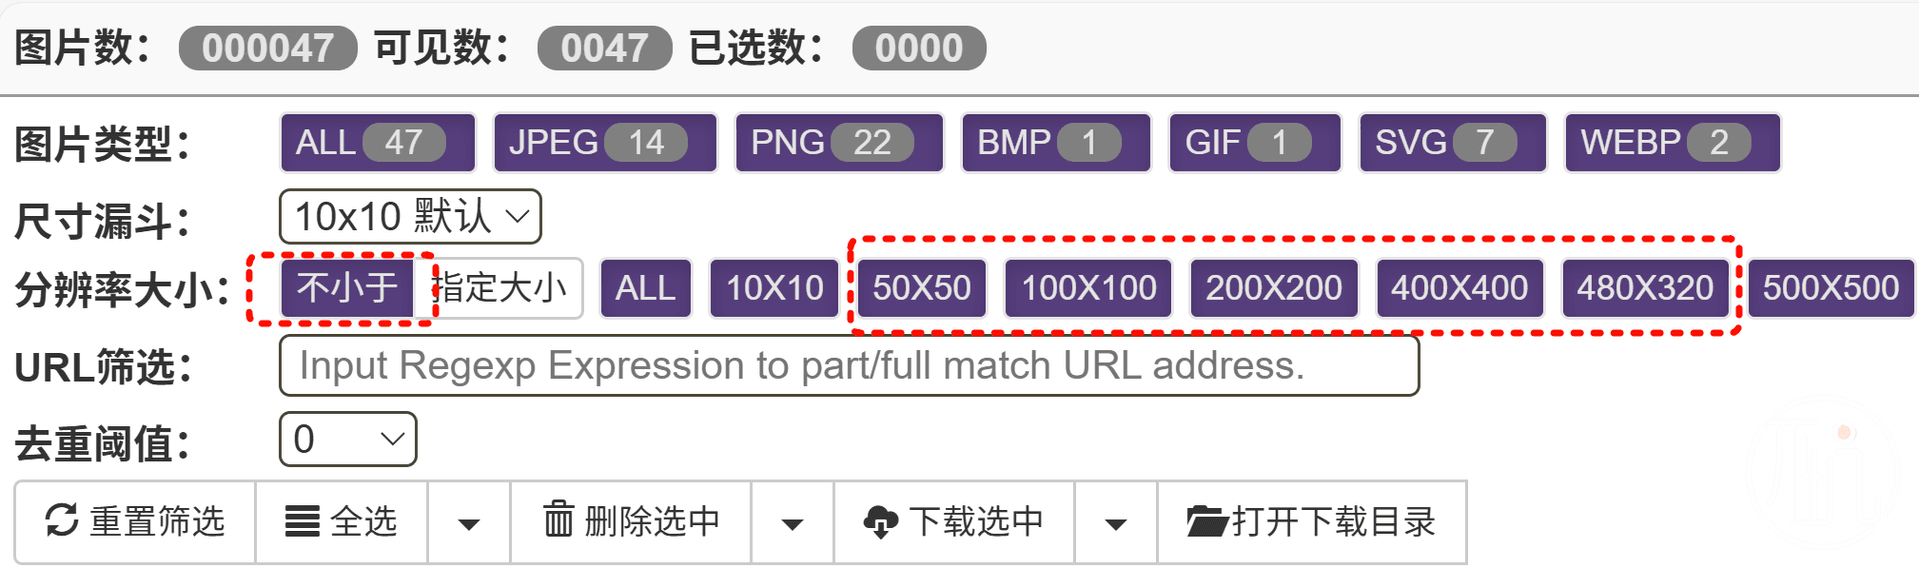 图片数： 000047 可见数： 0047 已选数： 0000
图片类型： ALL 47 JPEG 14 PNG 22 BMP 1 GIF 1 SVG 7 WEBP 2
尺寸漏斗： 10x10 默认
分辨率大小： 不小于 指定大小 ALL 10X10 50X50 100X100 200X200 400X400 480X320 500X500
URL筛选： Input Regexp Expression to part/full match URL address.
去重阈值： 0
重置筛选 全选 删除选中 下载选中 打开下载目录